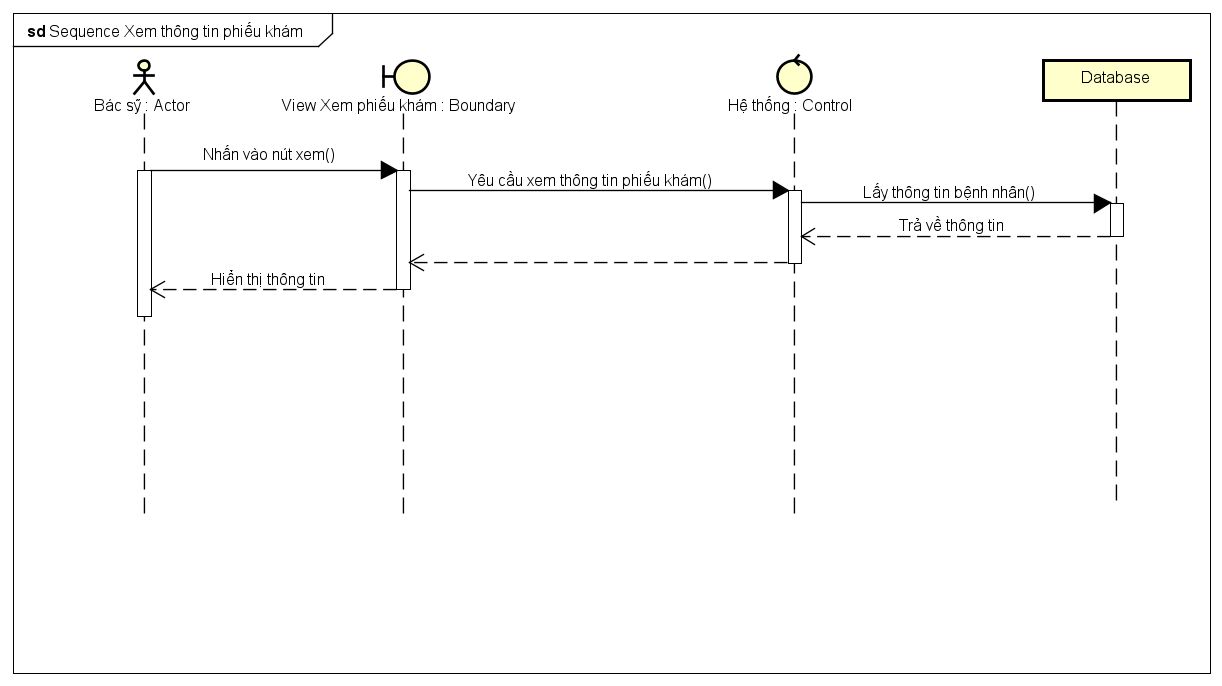 sd Sequence Xem thông tin phiếu khám
Bác sỹ : Actor
View Xem phiếu khám : Boundary
Hệ thống : Control
Database
Nhấn vào nút xem()
Yêu cầu xem thông tin phiếu khám()
Lấy thông tin bệnh nhân()
Trả về thông tin
Hiển thị thông tin